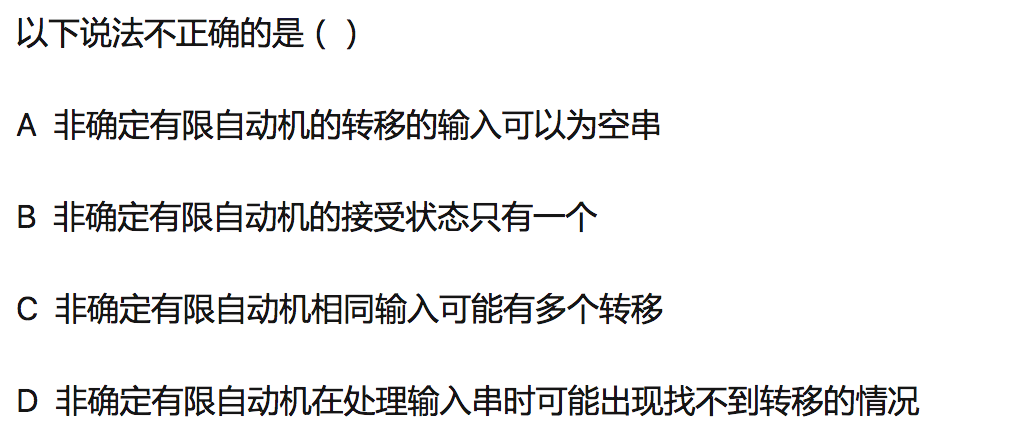 以下说法不正确的是（ ）
A 非确定有限自动机的转移的输入可以为空串
B 非确定有限自动机的接受状态只有一个
C 非确定有限自动机相同输入可能有多个转移
D 非确定有限自动机在处理输入串时可能出现找不到转移的情况